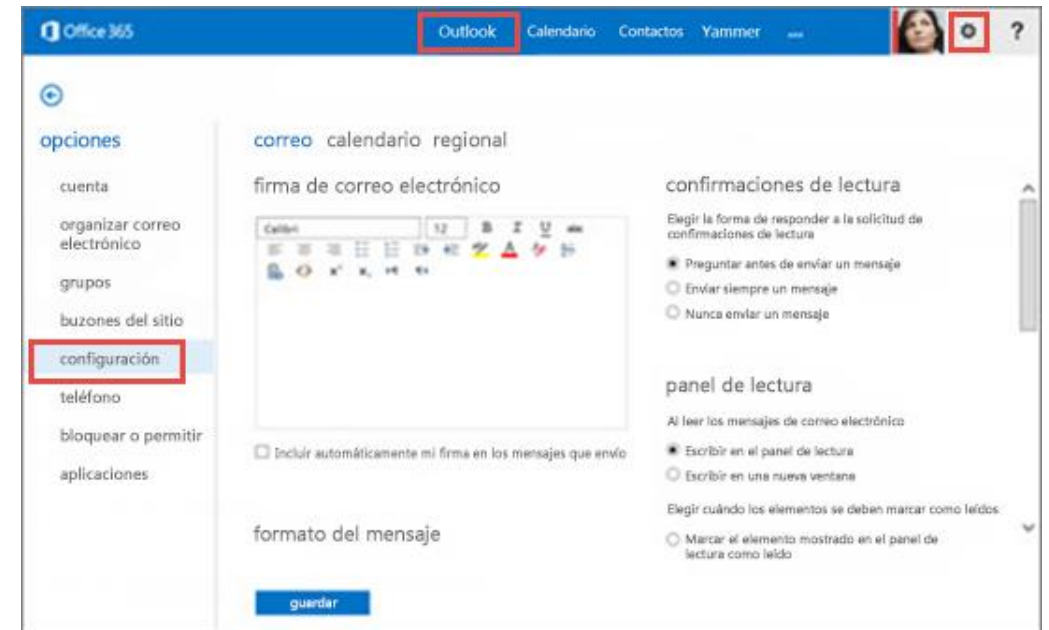 Office 365
Outlook Calendario Contactos Yammer ... ?
opciones
cuenta
organizar correo
electrónico
grupos
buzones del sitio
configuración
teléfono
bloquear o permitir
aplicaciones
correo calendario regional
firma de correo electrónico
Calibri 12 B I U abc
Incluir automáticamente mi firma en los mensajes que envío
formato del mensaje
guardar
confirmaciones de lectura
Elegir la forma de responder a la solicitud de
confirmaciones de lectura
Preguntar antes de enviar un mensaje
Enviar siempre un mensaje
Nunca enviar un mensaje
panel de lectura
Al leer los mensajes de correo electrónico
Escribir en el panel de lectura
Escribir en una nueva ventana
Elegir cuándo los elementos se deben marcar como leídos
Marcar el elemento mostrado en el panel de
lectura como leído